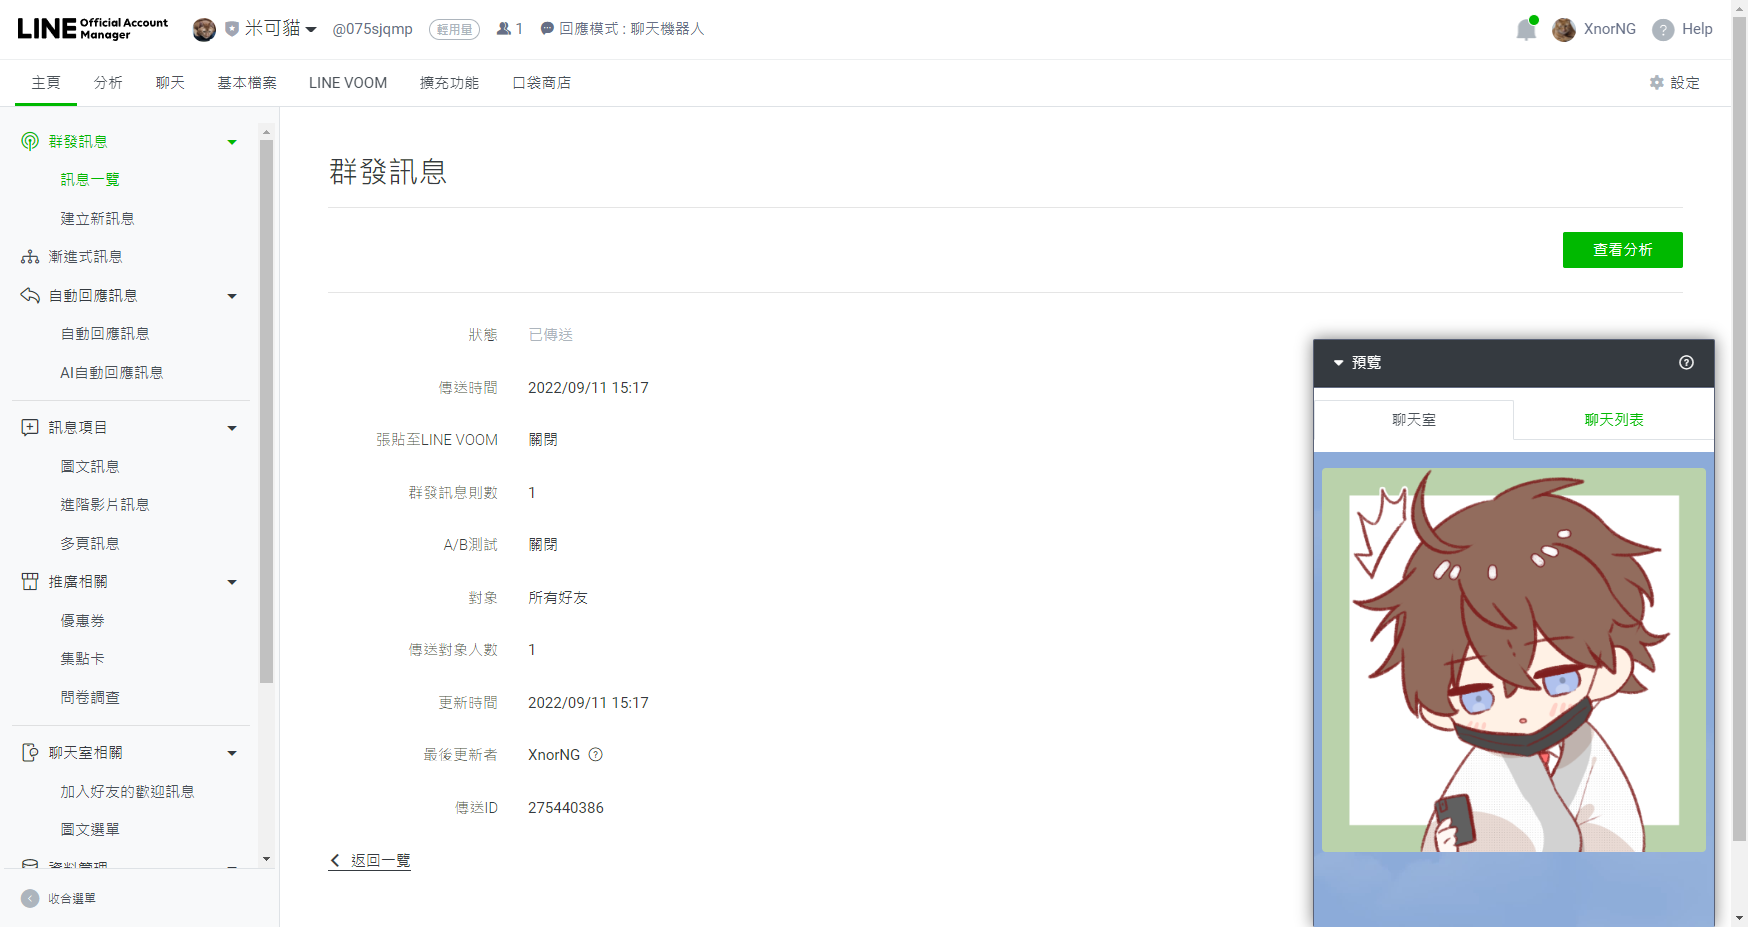 LINE Official Account Manager
米可貓
@075sjqmp
輕用量
1
回應模式 : 聊天機器人
XnorNG
? Help
主頁
分析
聊天
基本檔案
LINE VOOM
擴充功能
口袋商店
設定
群發訊息
訊息一覽
建立新訊息
漸進式訊息
自動回應訊息
自動回應訊息
AI自動回應訊息
訊息項目
圖文訊息
進階影片訊息
多頁訊息
推廣相關
優惠券
集點卡
問卷調查
聊天室相關
加入好友的歡迎訊息
圖文選單
資料管理
收合選單
群發訊息
查看分析
狀態 已傳送
傳送時間 2022/09/11 15:17
張貼至LINE VOOM 關閉
群發訊息則數 1
A/B測試 關閉
對象 所有好友
傳送對象人數 1
更新時間 2022/09/11 15:17
最後更新者 XnorNG ?
傳送ID 275440386
返回一覽
預覽 ?
聊天室
聊天列表